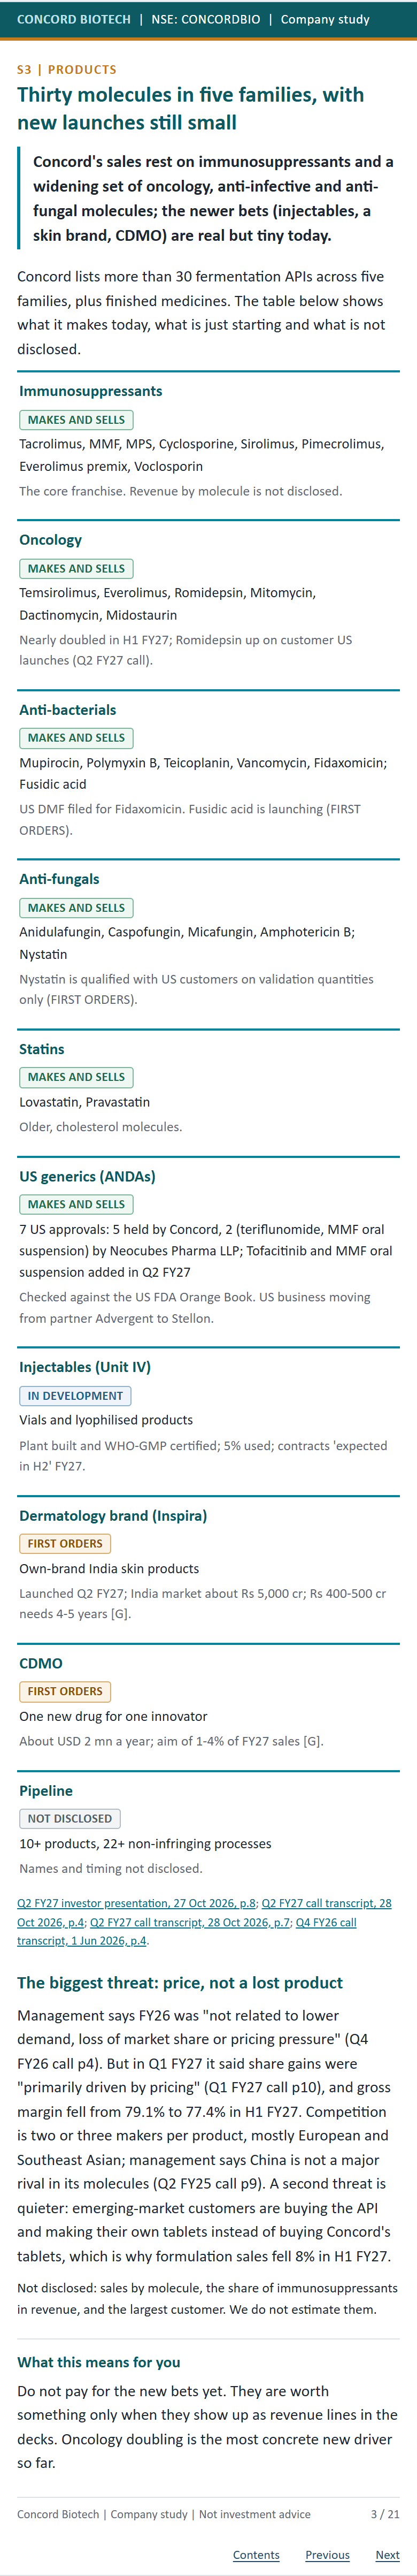 CONCORD BIOTECH | NSE: CONCORDBIO | Company study
S3 | PRODUCTS
Thirty molecules in five families, with
new launches still small
Concord's sales rest on immunosuppressants and a
widening set of oncology, anti-infective and anti-
fungal molecules; the newer bets (injectables, a
skin brand, CDMO) are real but tiny today.
Concord lists more than 30 fermentation APIs across five
families, plus finished medicines. The table below shows
what it makes today, what is just starting and what is not
disclosed.
Immunosuppressants
MAKES AND SELLS
Tacrolimus, MMF, MPS, Cyclosporine, Sirolimus, Pimecrolimus,
Everolimus premix, Voclosporin
The core franchise. Revenue by molecule is not disclosed.
Oncology
MAKES AND SELLS
Temsirolimus, Everolimus, Romidepsin, Mitomycin,
Dactinomycin, Midostaurin
Nearly doubled in H1 FY27; Romidepsin up on customer US
launches (Q2 FY27 call).
Anti-bacterials
MAKES AND SELLS
Mupirocin, Polymyxin B, Teicoplanin, Vancomycin, Fidaxomicin;
Fusidic acid
US DMF filed for Fidaxomicin. Fusidic acid is launching (FIRST
ORDERS).
Anti-fungals
MAKES AND SELLS
Anidulafungin, Caspofungin, Micafungin, Amphotericin B;
Nystatin
Nystatin is qualified with US customers on validation quantities
only (FIRST ORDERS).
Statins
MAKES AND SELLS
Lovastatin, Pravastatin
Older, cholesterol molecules.
US generics (ANDAs)
MAKES AND SELLS
7 US approvals: 5 held by Concord, 2 (teriflunomide, MMF oral
suspension) by Neocubes Pharma LLP; Tofacitinib and MMF oral
suspension added in Q2 FY27
Checked against the US FDA Orange Book. US business moving
from partner Advergent to Stellon.
Injectables (Unit IV)
IN DEVELOPMENT
Vials and lyophilised products
Plant built and WHO-GMP certified; 5% used; contracts 'expected
in H2' FY27.
Dermatology brand (Inspira)
FIRST ORDERS
Own-brand India skin products
Launched Q2 FY27; India market about Rs 5,000 cr; Rs 400-500 cr
needs 4-5 years [G].
CDMO
FIRST ORDERS
One new drug for one innovator
About USD 2 mn a year; aim of 1-4% of FY27 sales [G].
Pipeline
NOT DISCLOSED
10+ products, 22+ non-infringing processes
Names and timing not disclosed.
Q2 FY27 investor presentation, 27 Oct 2026, p.8; Q2 FY27 call transcript, 28
Oct 2026, p.4; Q2 FY27 call transcript, 28 Oct 2026, p.7; Q4 FY26 call
transcript, 1 Jun 2026, p.4.
The biggest threat: price, not a lost product
Management says FY26 was "not related to lower
demand, loss of market share or pricing pressure" (Q4
FY26 call p4). But in Q1 FY27 it said share gains were
"primarily driven by pricing" (Q1 FY27 call p10), and gross
margin fell from 79.1% to 77.4% in H1 FY27. Competition
is two or three makers per product, mostly European and
Southeast Asian; management says China is not a major
rival in its molecules (Q2 FY25 call p9). A second threat is
quieter: emerging-market customers are buying the API
and making their own tablets instead of buying Concord's
tablets, which is why formulation sales fell 8% in H1 FY27.
Not disclosed: sales by molecule, the share of immunosuppressants
in revenue, and the largest customer. We do not estimate them.
What this means for you
Do not pay for the new bets yet. They are worth
something only when they show up as revenue lines in the
decks. Oncology doubling is the most concrete new driver
so far.
Concord Biotech | Company study | Not investment advice 3 / 21
Contents Previous Next